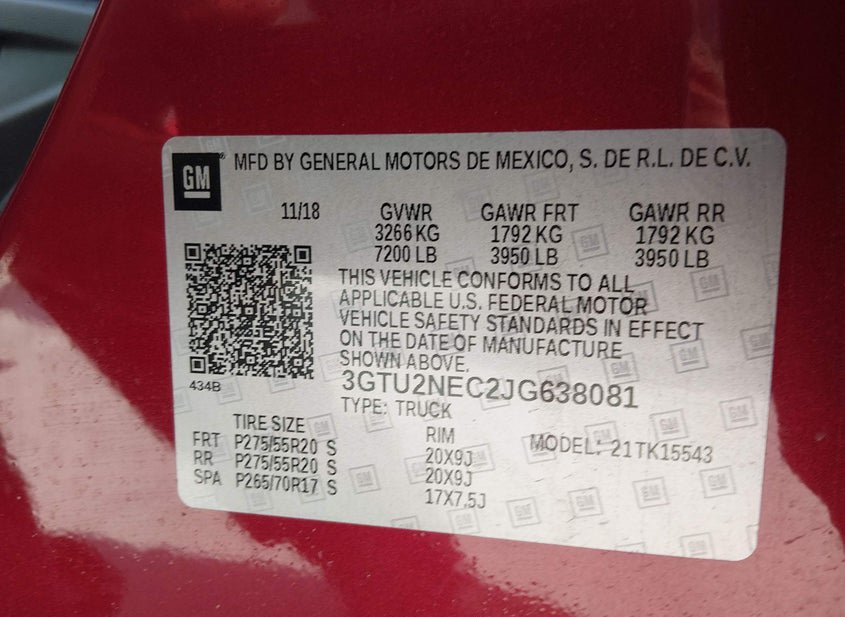 GM
MFD BY GENERAL MOTORS DE MEXICO, S. DE R.L. DE C.V.
11/18 GVWR GAWR FRT GAWR RR
3266 KG 1792 KG 1792 KG
7200 LB 3950 LB 3950 LB
THIS VEHICLE CONFORMS TO ALL
APPLICABLE U.S. FEDERAL MOTOR
VEHICLE SAFETY STANDARDS IN EFFECT
ON THE DATE OF MANUFACTURE
SHOWN ABOVE.
434B
3GTU2NEC2JG638081
TYPE: TRUCK
TIRE SIZE RIM MODEL: 21TK15543
FRT P275/55R20 S 20X9J
RR P275/55R20 S 20X9J
SPA P265/70R17 S 17X7.5J